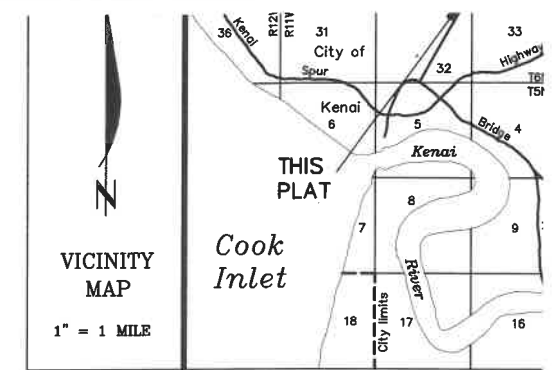 N
VICINITY
MAP
1" = 1 MILE
36
Kenai
R12W
R11W
31
City of
Spur
Kenai
6
32
33
Highway
T6N
T5N
5
4
Bridge
Kenai
THIS
PLAT
7
8
9
Cook
Inlet
River
18
City limits
17
16